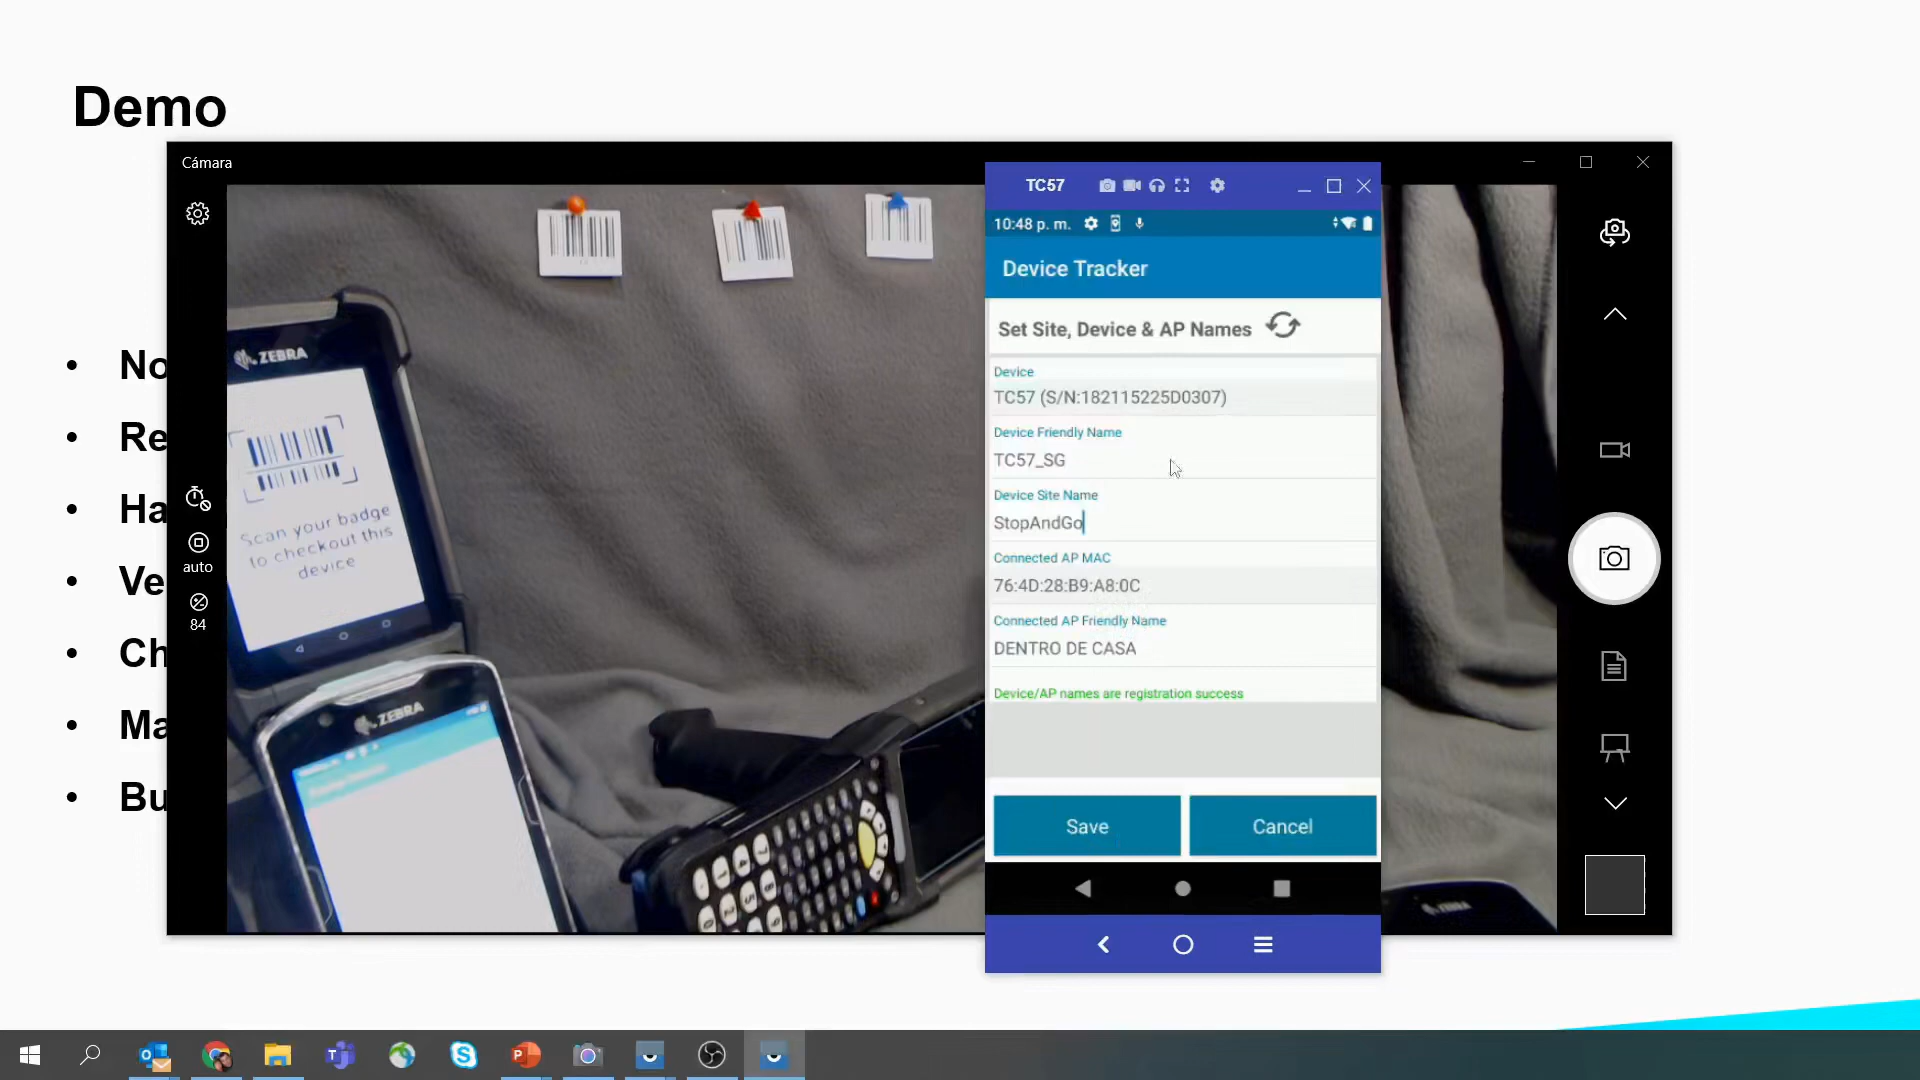 Demo
Cámara
• No
• Re
• Ha
• Ve
• Ch
• Ma
• Bu
auto
84
ZEBRA
Scan your badge
to checkout this
device
ZEBRA
TC57
10:48 p. m.
Device Tracker
Set Site, Device & AP Names
Device
TC57 (S/N:182115225D0307)
Device Friendly Name
TC57_SG
Device Site Name
StopAndGo
Connected AP MAC
76:4D:28:B9:A8:0C
Connected AP Friendly Name
DENTRO DE CASA
Device/AP names are registration success
Save
Cancel